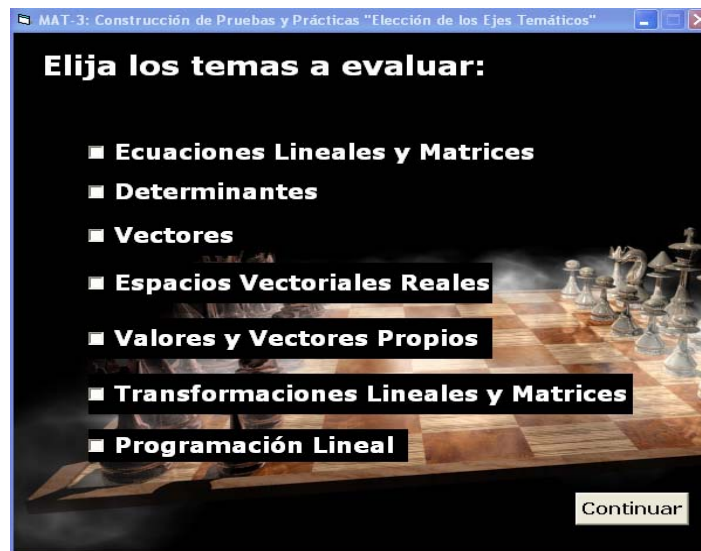 MAT-3: Construcción de Pruebas y Prácticas "Elección de los Ejes Temáticos"
Elija los temas a evaluar:
Ecuaciones Lineales y Matrices
Determinantes
Vectores
Espacios Vectoriales Reales
Valores y Vectores Propios
Transformaciones Lineales y Matrices
Programación Lineal
Continuar